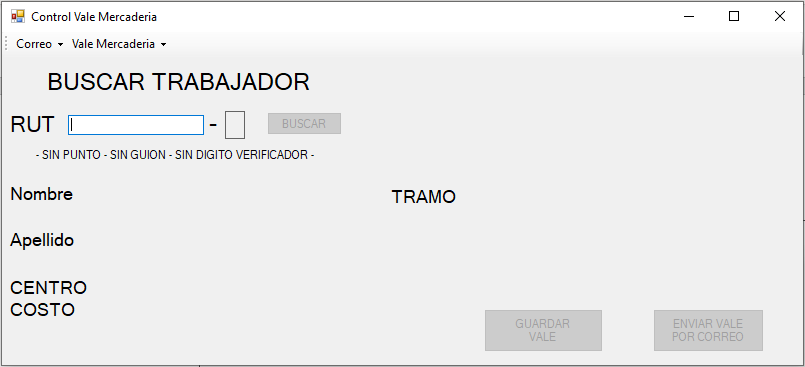 Control Vale Mercaderia
Correo Vale Mercaderia
BUSCAR TRABAJADOR
RUT - BUSCAR
- SIN PUNTO - SIN GUION - SIN DIGITO VERIFICADOR -
Nombre TRAMO
Apellido
CENTRO
COSTO
GUARDAR ENVIAR VALE
VALE POR CORREO